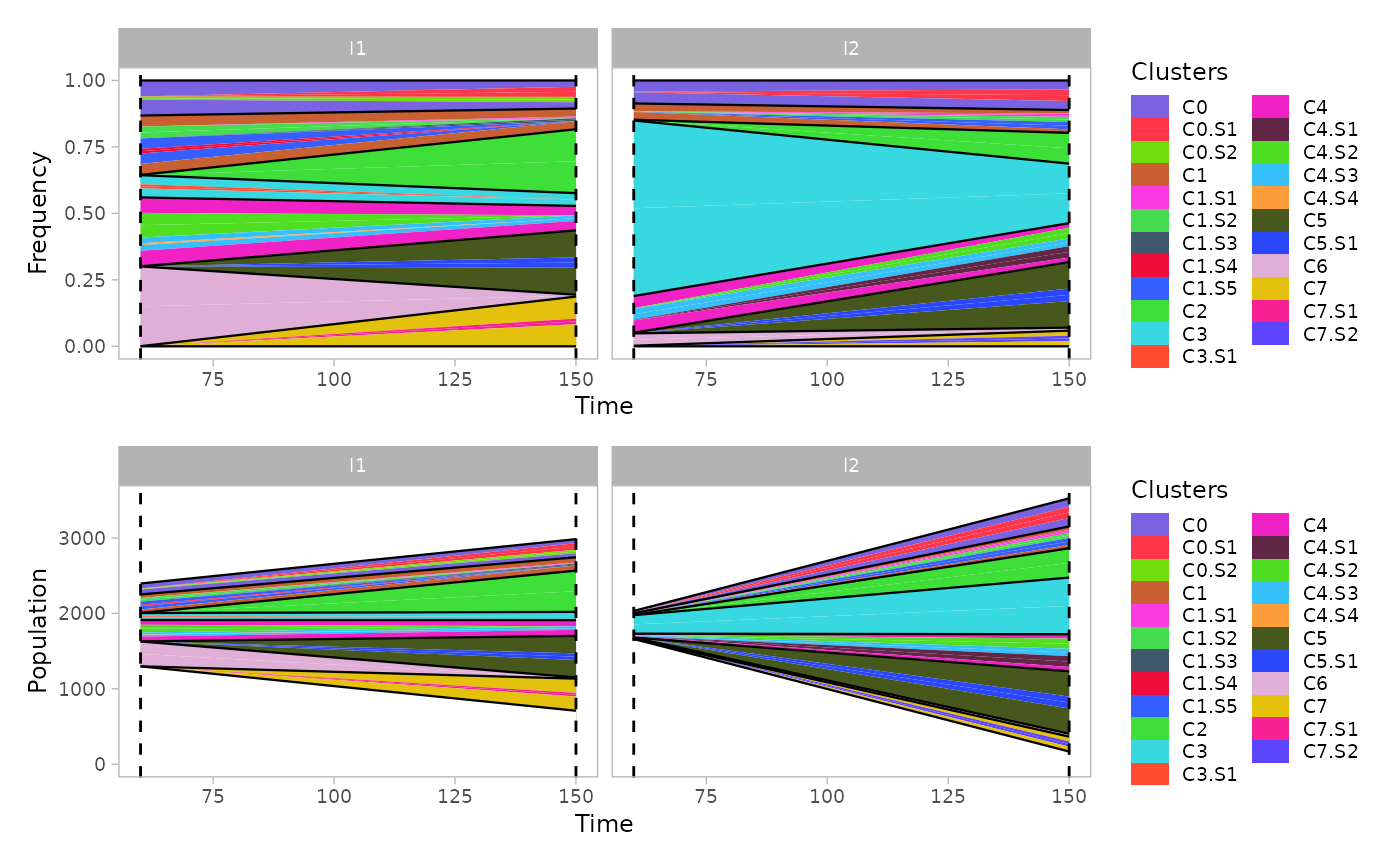 I1 I2
Frequency
1.00
0.75
0.50
0.25
0.00
75 100 125 150 75 100 125 150
Time
Clusters
C0 C4
C0.S1 C4.S1
C0.S2 C4.S2
C1 C4.S3
C1.S1 C4.S4
C1.S2 C5
C1.S3 C5.S1
C1.S4 C6
C1.S5 C7
C2 C7.S1
C3 C7.S2
C3.S1
I1 I2
Population
3000
2000
1000
0
75 100 125 150 75 100 125 150
Time
Clusters
C0 C4
C0.S1 C4.S1
C0.S2 C4.S2
C1 C4.S3
C1.S1 C4.S4
C1.S2 C5
C1.S3 C5.S1
C1.S4 C6
C1.S5 C7
C2 C7.S1
C3 C7.S2
C3.S1